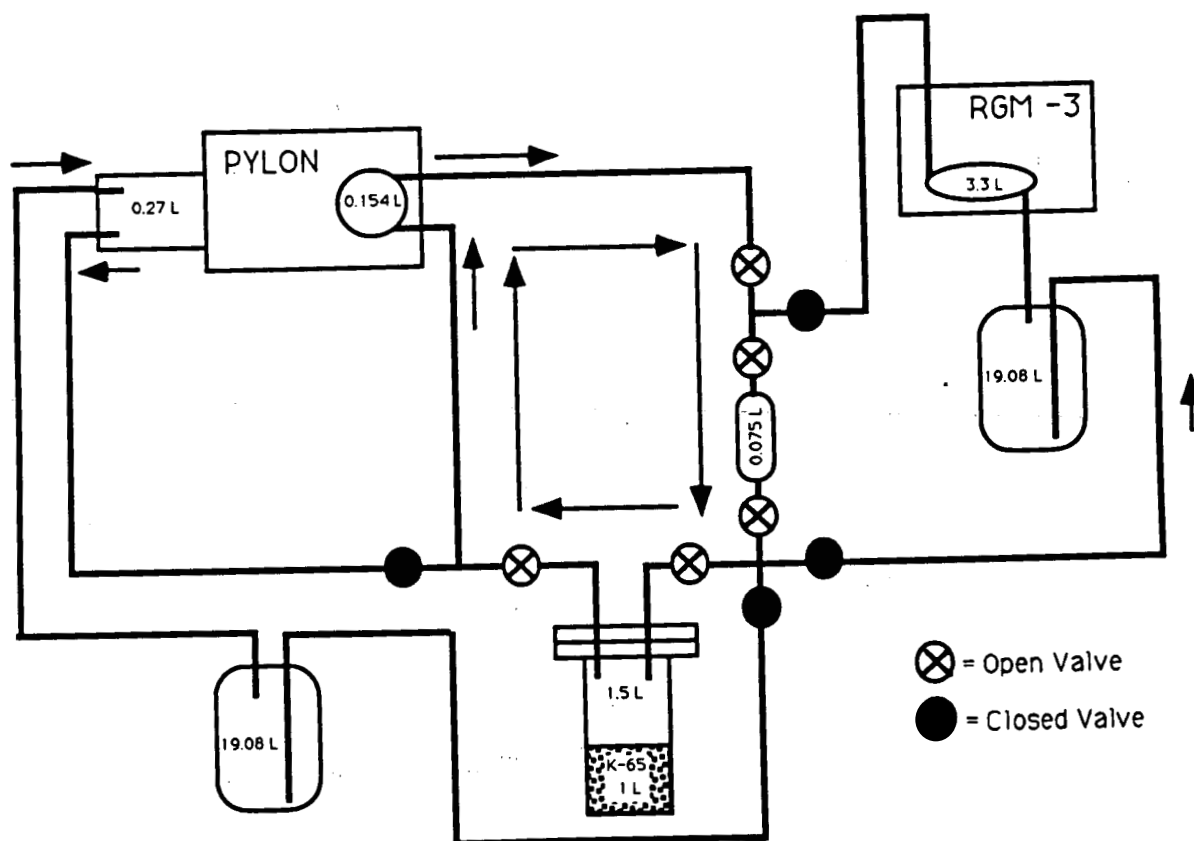 RGM -3
PYLON
3.3 L
0.27 L
0.154 L
19.08 L
0.075 L
= Open Valve
1.5 L
= Closed Valve
19.08 L
K-65
1 L